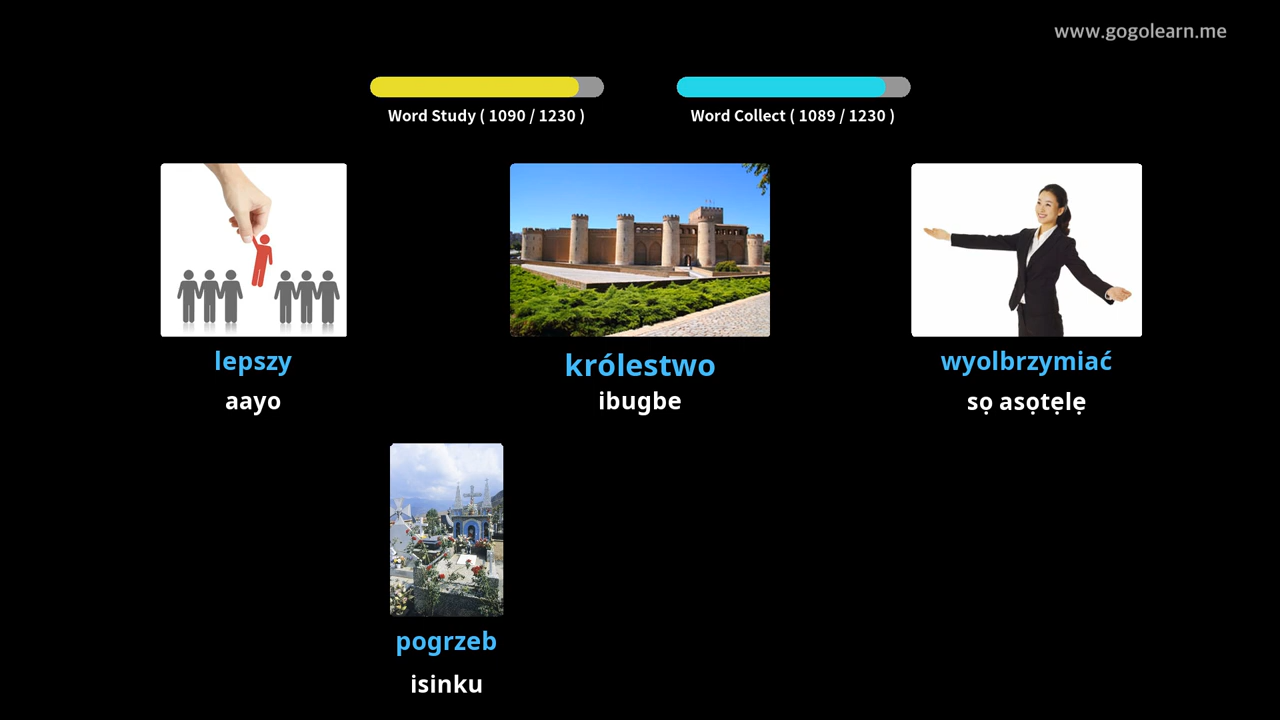 www.gogolearn.me
Word Study ( 1090 / 1230 )
Word Collect ( 1089 / 1230 )
lepszy
aayo
królestwo
ibugbe
wyolbrzymiać
sọ asọtẹlẹ
pogrzeb
isinku